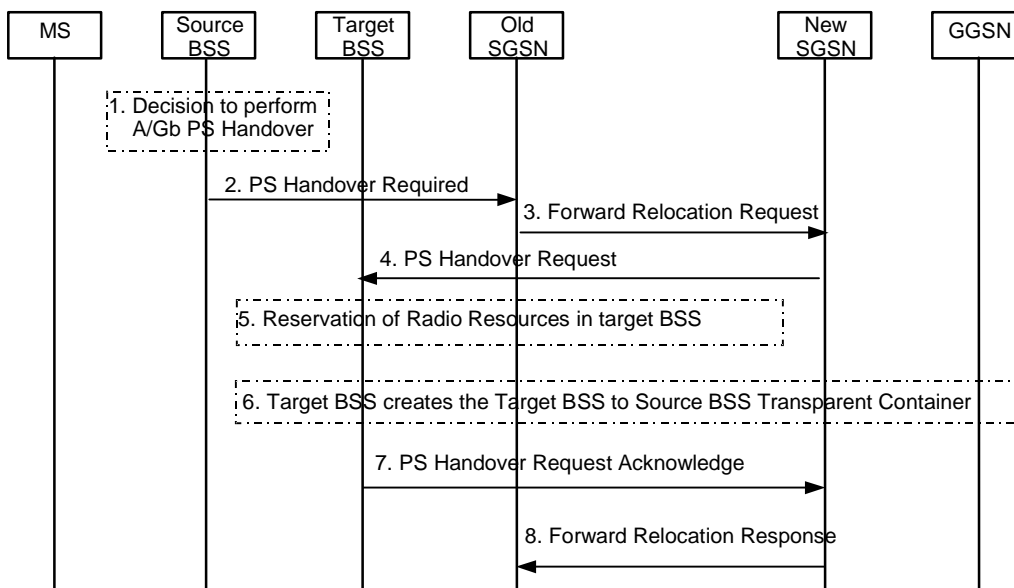 MS
Source
BSS
Target
BSS
Old
SGSN
New
SGSN
GGSN
1. Decision to perform
A/Gb PS Handover
2. PS Handover Required
3. Forward Relocation Request
4. PS Handover Request
5. Reservation of Radio Resources in target BSS
6. Target BSS creates the Target BSS to Source BSS Transparent Container
7. PS Handover Request Acknowledge
8. Forward Relocation Response